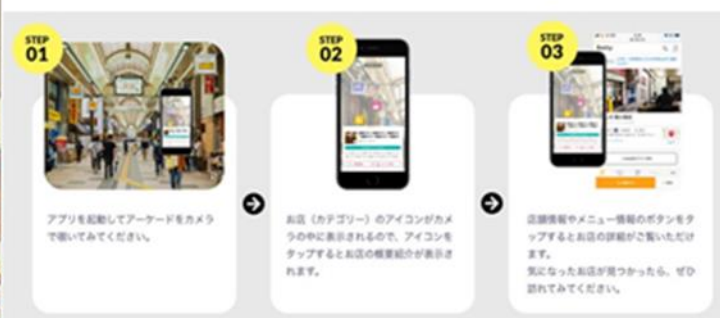 STEP
01
アプリを起動してアーケードをカメラ
で覗いてみてください。
STEP
02
お店（カテゴリー）のアイコンがカメ
ラの中に表示されるので、アイコンを
タップするとお店の概要紹介が表示さ
れます。
STEP
03
店舗情報やメニュー情報のボタンをタ
ップするとお店の詳細がご覧いただけ
ます。
気になったお店が見つかったら、ぜひ
訪れてみてください。